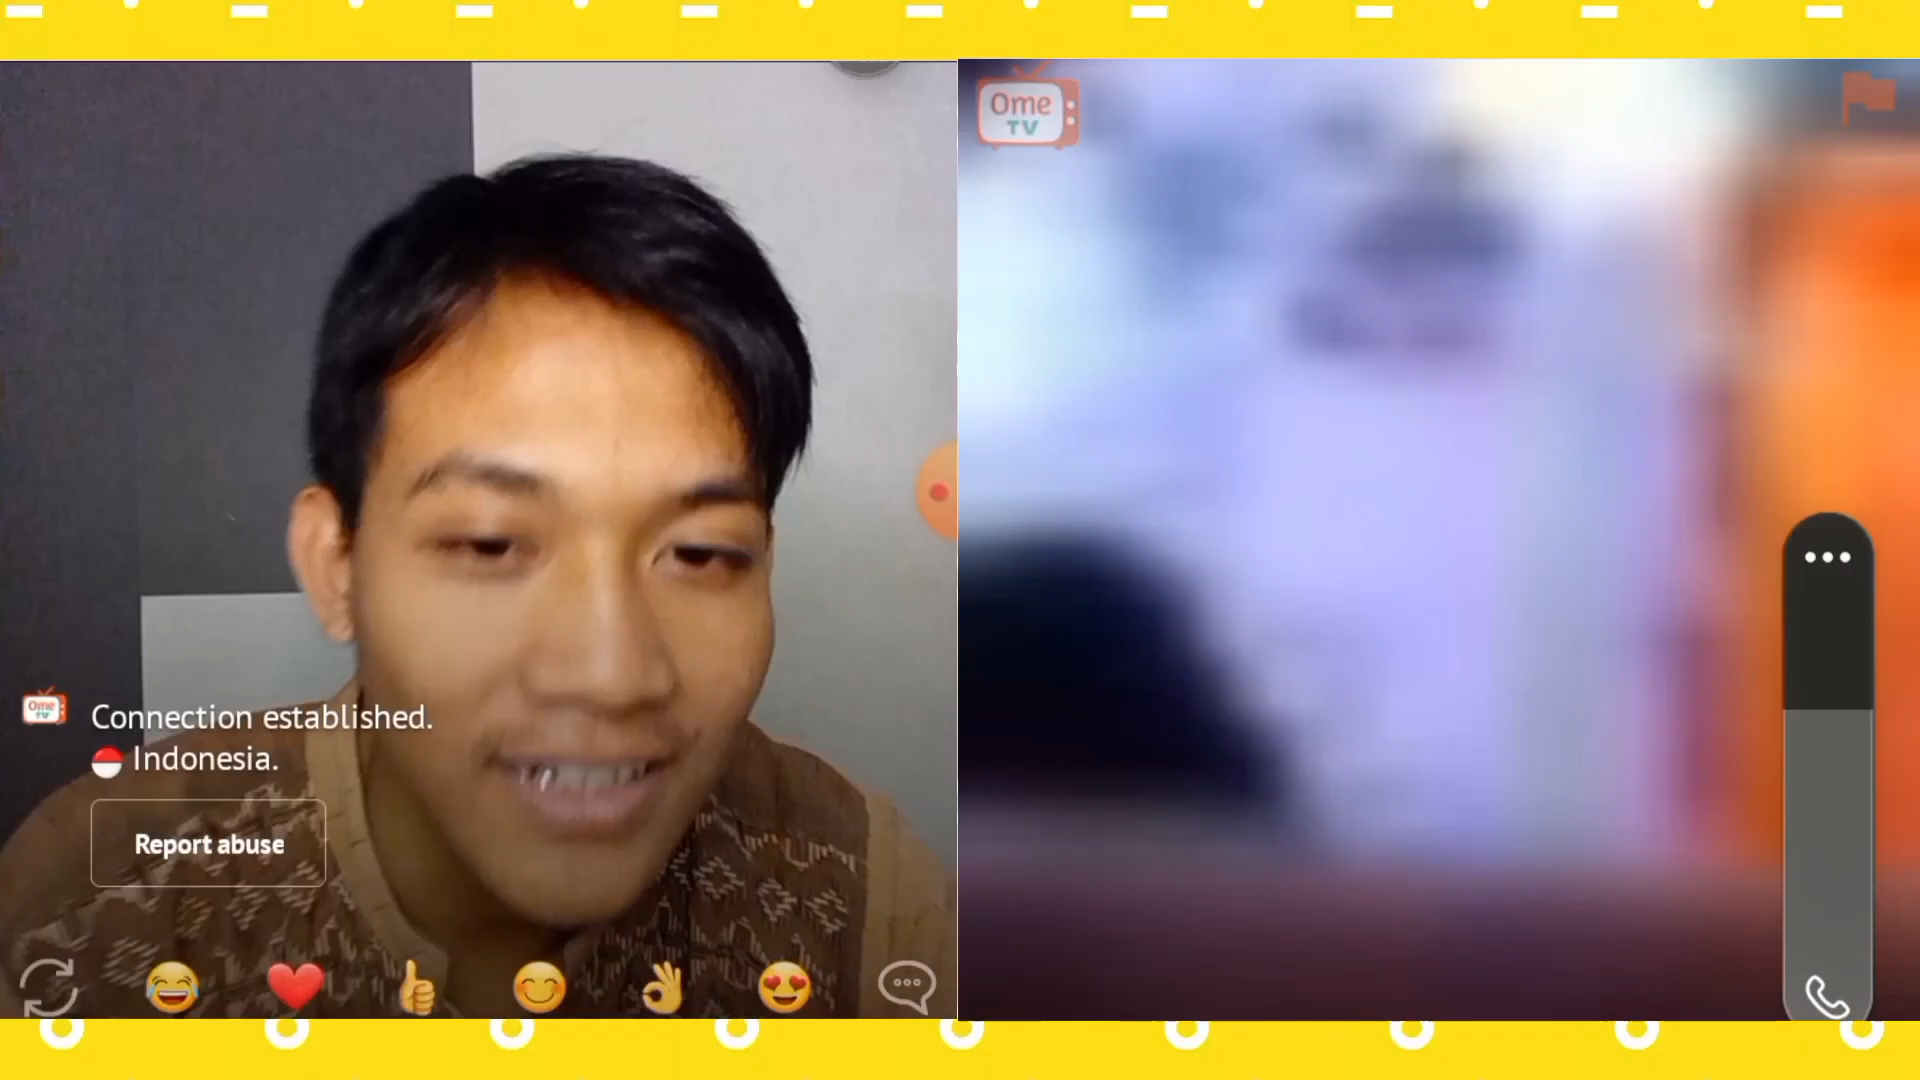 Ome
TV
Ome
TV
Connection established.
Indonesia.
Report abuse